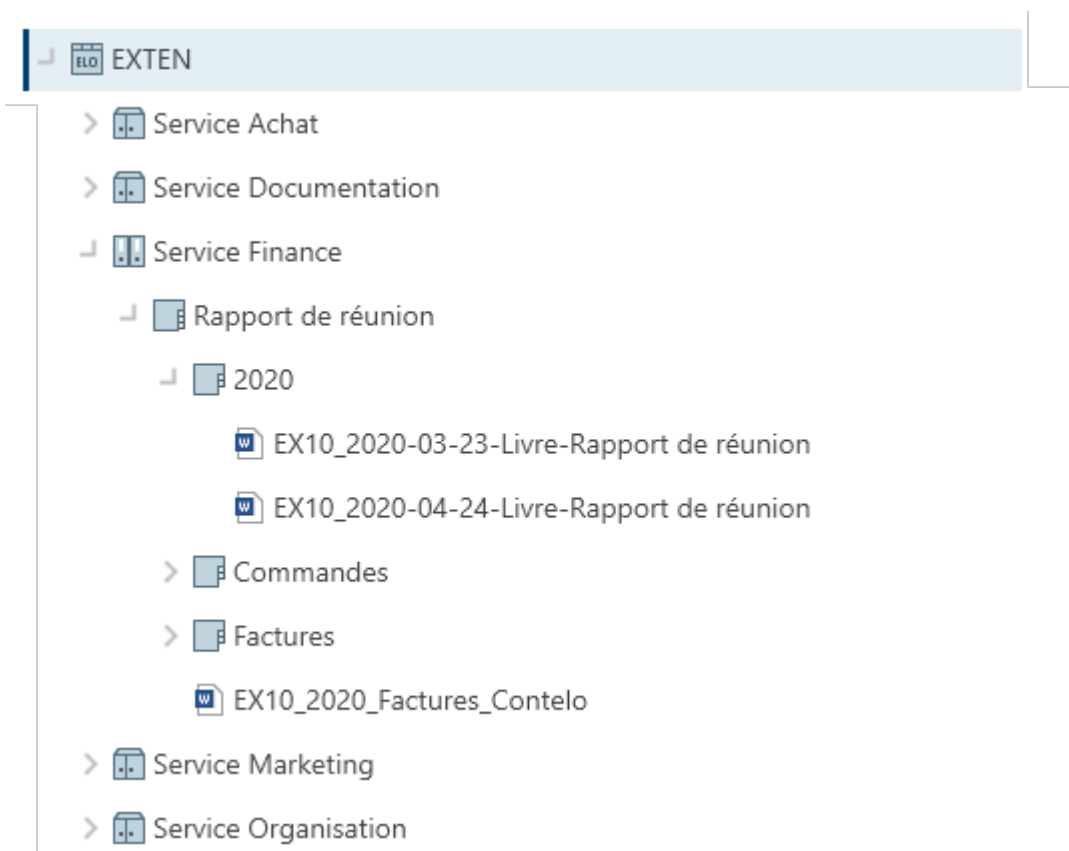 ELO EXTEN
Service Achat
Service Documentation
Service Finance
Rapport de réunion
2020
W EX10_2020-03-23-Livre-Rapport de réunion
W EX10_2020-04-24-Livre-Rapport de réunion
Commandes
Factures
W EX10_2020_Factures_Contelo
Service Marketing
Service Organisation